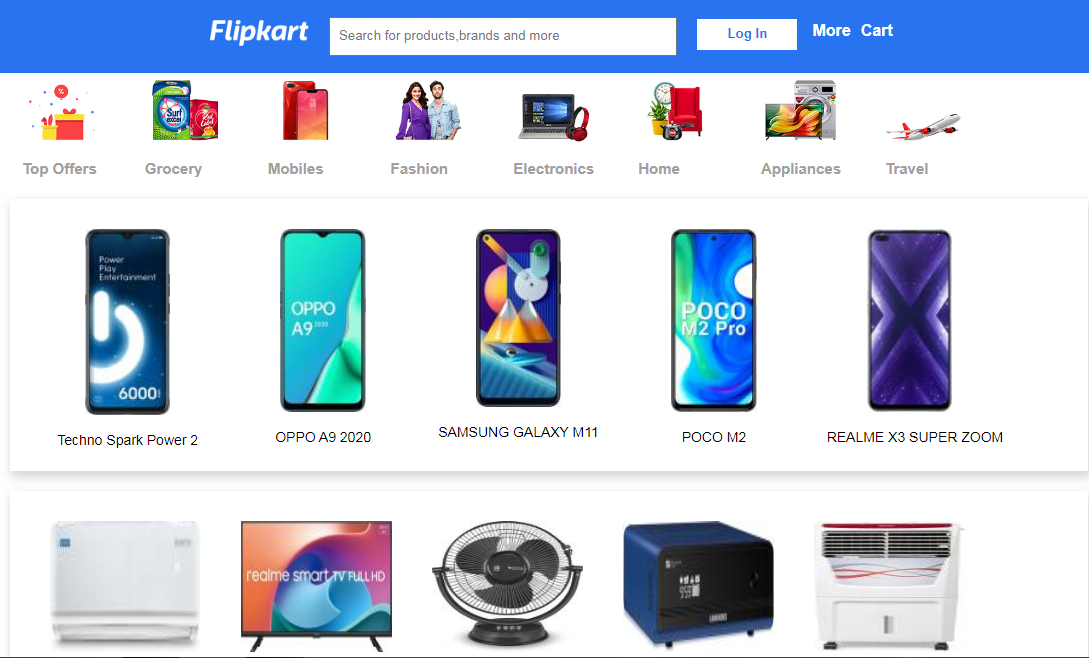 Flipkart
Search for products,brands and more
Log In
More Cart
%
Surf
excel
Top Offers
Grocery
Mobiles
Fashion
Electronics
Home
Appliances
Travel
Power
Play
Entertainment
6000
OPPO
A9 2020
POCO
M2 Pro
Techno Spark Power 2
OPPO A9 2020
SAMSUNG GALAXY M11
POCO M2
REALME X3 SUPER ZOOM
realme smart TV FULL HD